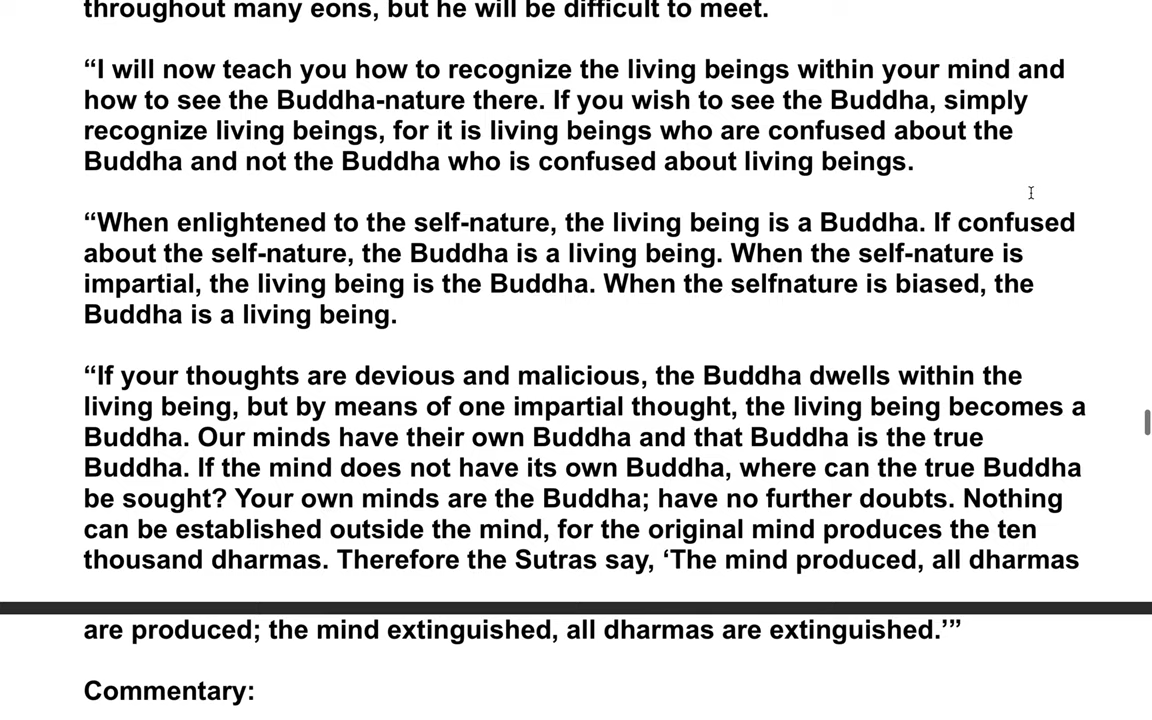 throughout many eons, but he will be difficult to meet.
“I will now teach you how to recognize the living beings within your mind and
how to see the Buddha-nature there. If you wish to see the Buddha, simply
recognize living beings, for it is living beings who are confused about the
Buddha and not the Buddha who is confused about living beings.
“When enlightened to the self-nature, the living being is a Buddha. If confused
about the self-nature, the Buddha is a living being. When the self-nature is
impartial, the living being is the Buddha. When the selfnature is biased, the
Buddha is a living being.
“If your thoughts are devious and malicious, the Buddha dwells within the
living being, but by means of one impartial thought, the living being becomes a
Buddha. Our minds have their own Buddha and that Buddha is the true
Buddha. If the mind does not have its own Buddha, where can the true Buddha
be sought? Your own minds are the Buddha; have no further doubts. Nothing
can be established outside the mind, for the original mind produces the ten
thousand dharmas. Therefore the Sutras say, ‘The mind produced, all dharmas
are produced; the mind extinguished, all dharmas are extinguished.’”
Commentary: